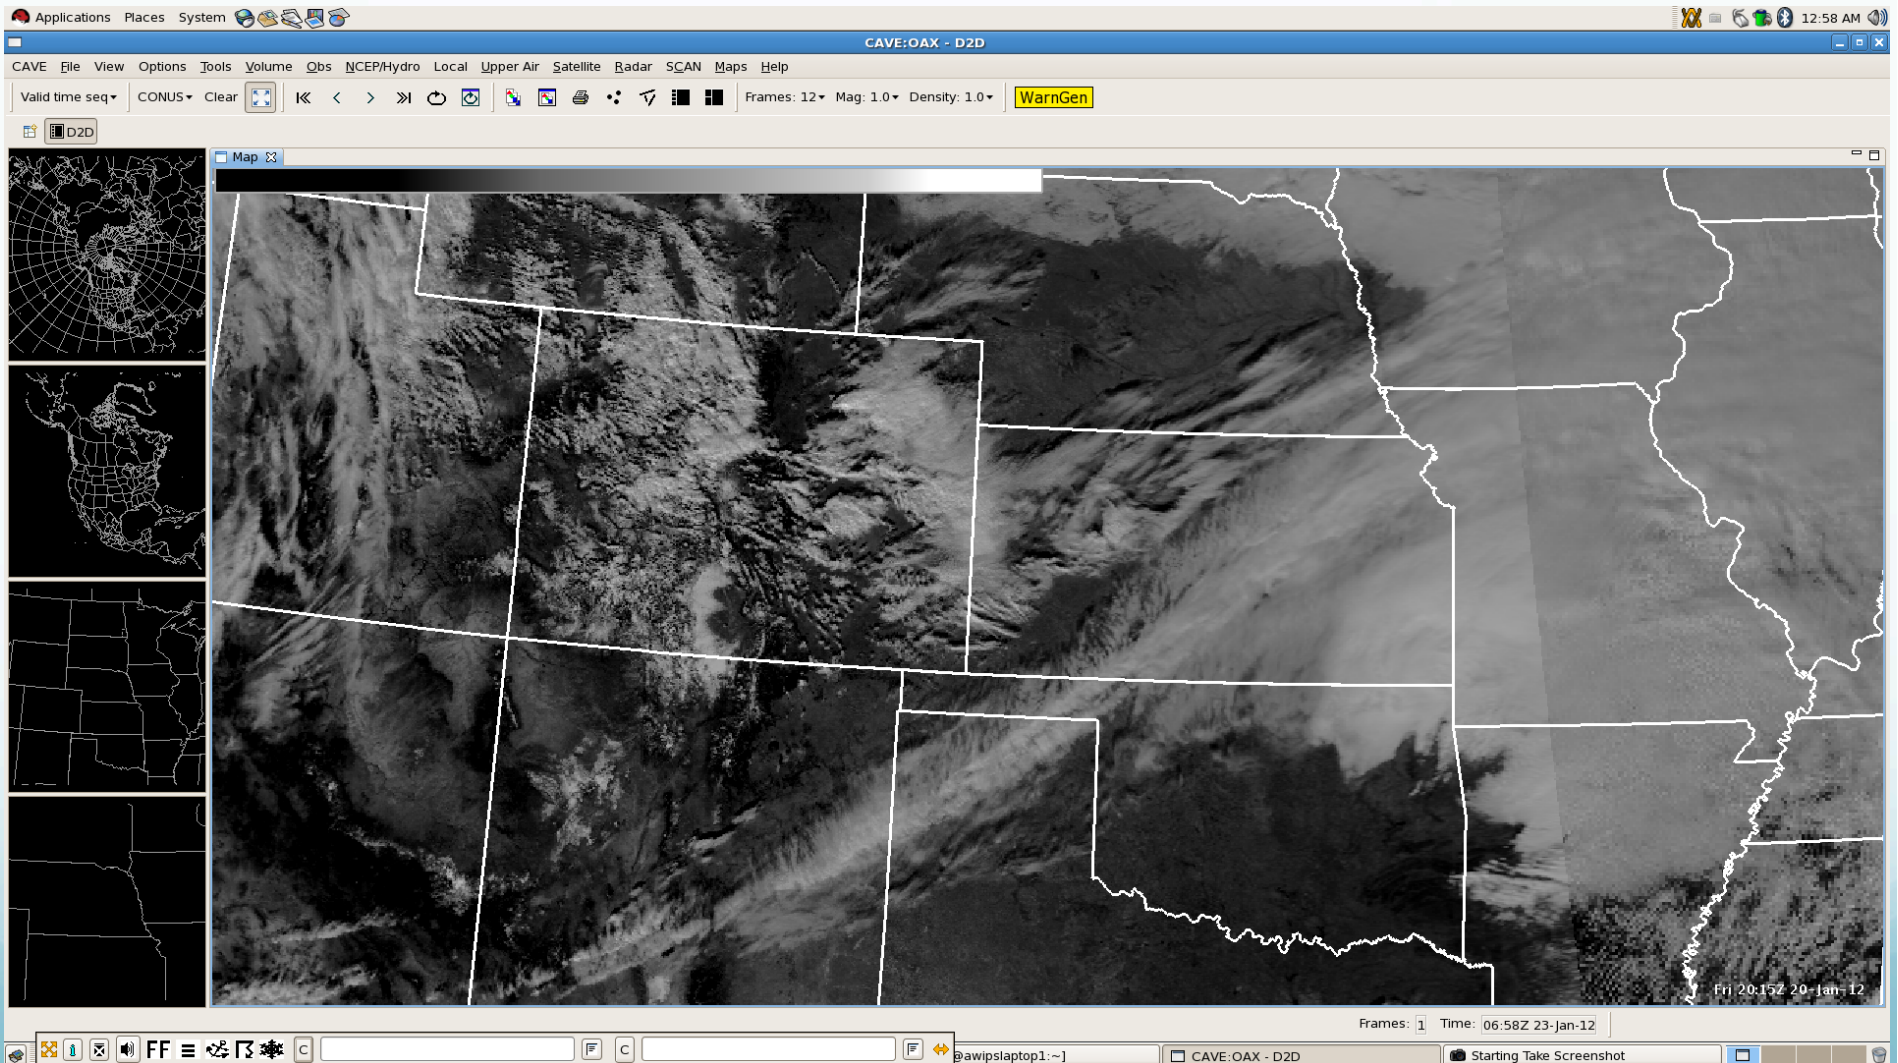 Applications Places System 12:58 AM
CAVE:OAX - D2D
CAVE File View Options Tools Volume Obs NCEP/Hydro Local Upper Air Satellite Radar SCAN Maps Help
Valid time seq CONUS Clear Frames: 12 Mag: 1.0 Density: 1.0 WarnGen
D2D
Map
Fri 20:15Z 20-Jan-12
Frames: 1 Time: 06:58Z 23-Jan-12
FF C C @awipslaptop1:~] CAVE:OAX - D2D Starting Take Screenshot